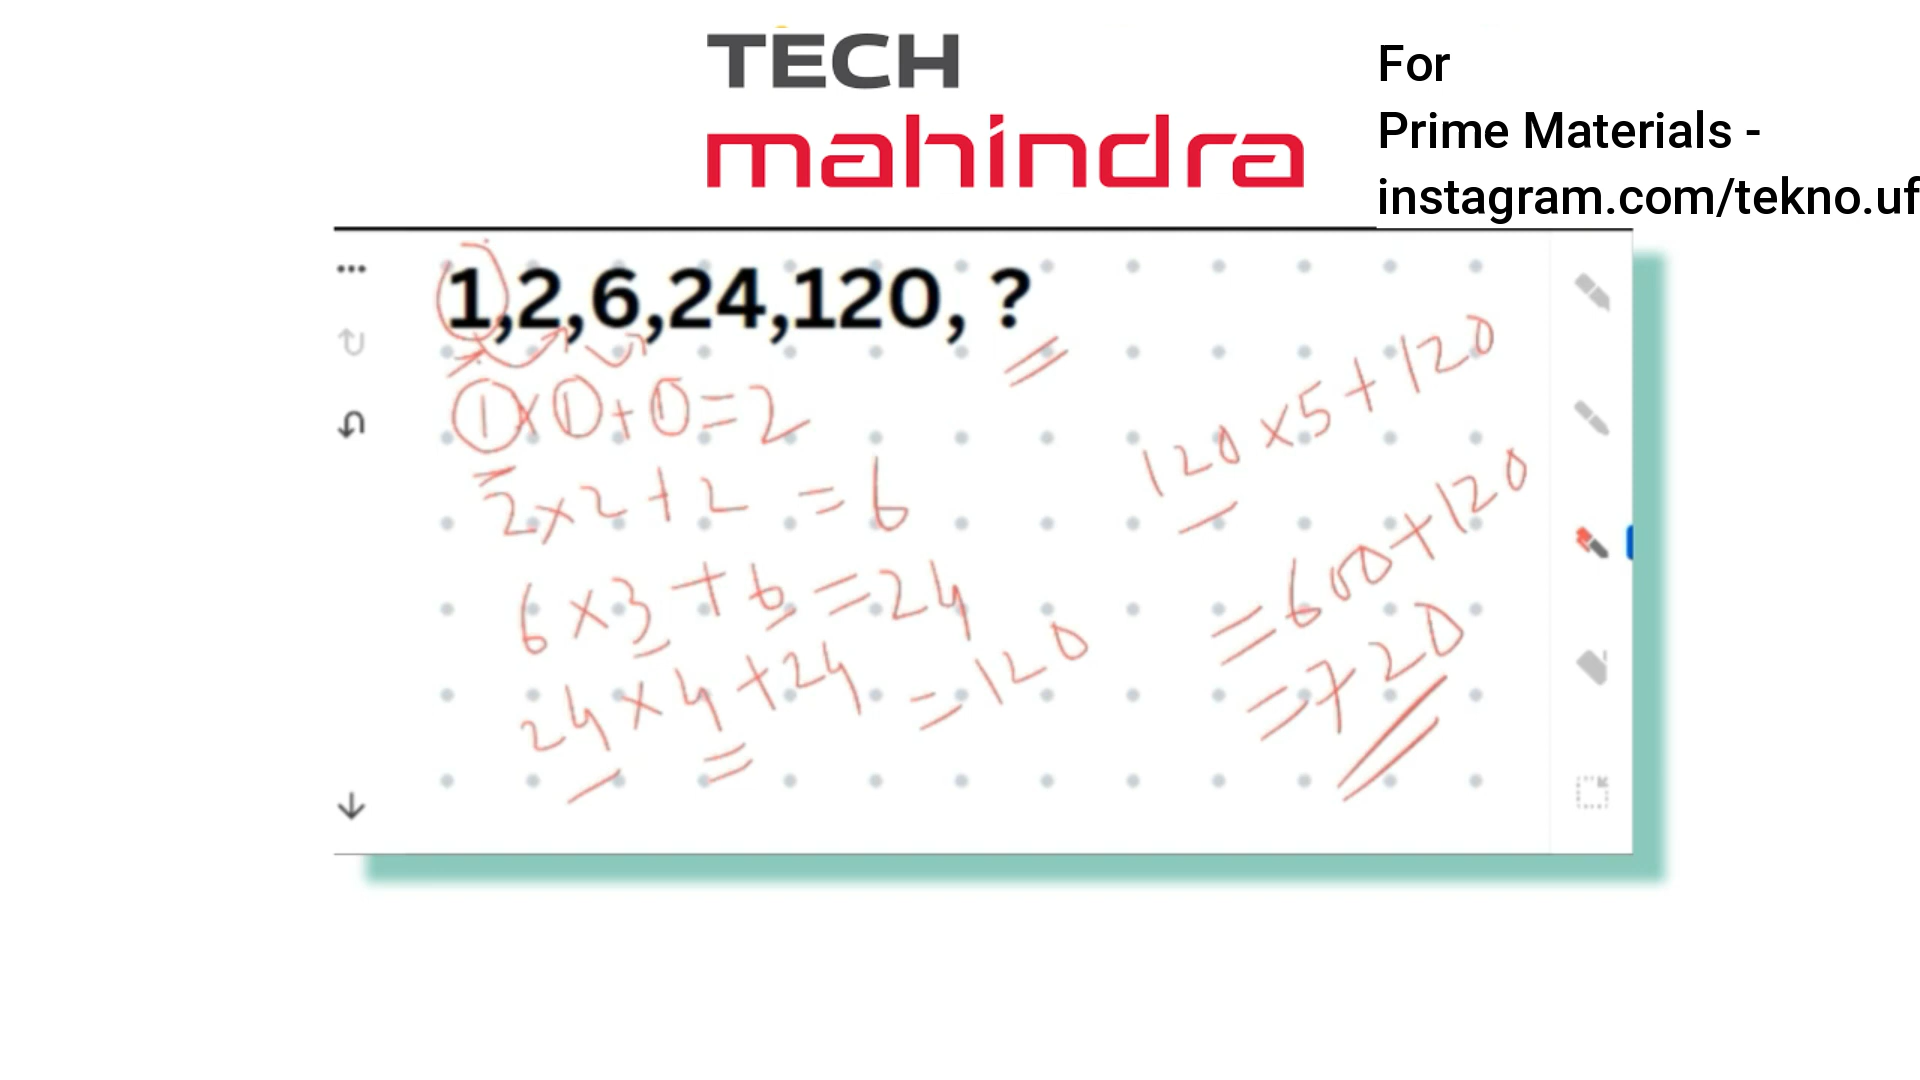 TECH
mahindra
For
Prime Materials -
instagram.com/tekno.uf
1,2,6,24,120, ?
1×1+1=2
2×2+2=6
6×3+6=24
24×4+24=120
120×5+120
=600+120
=720